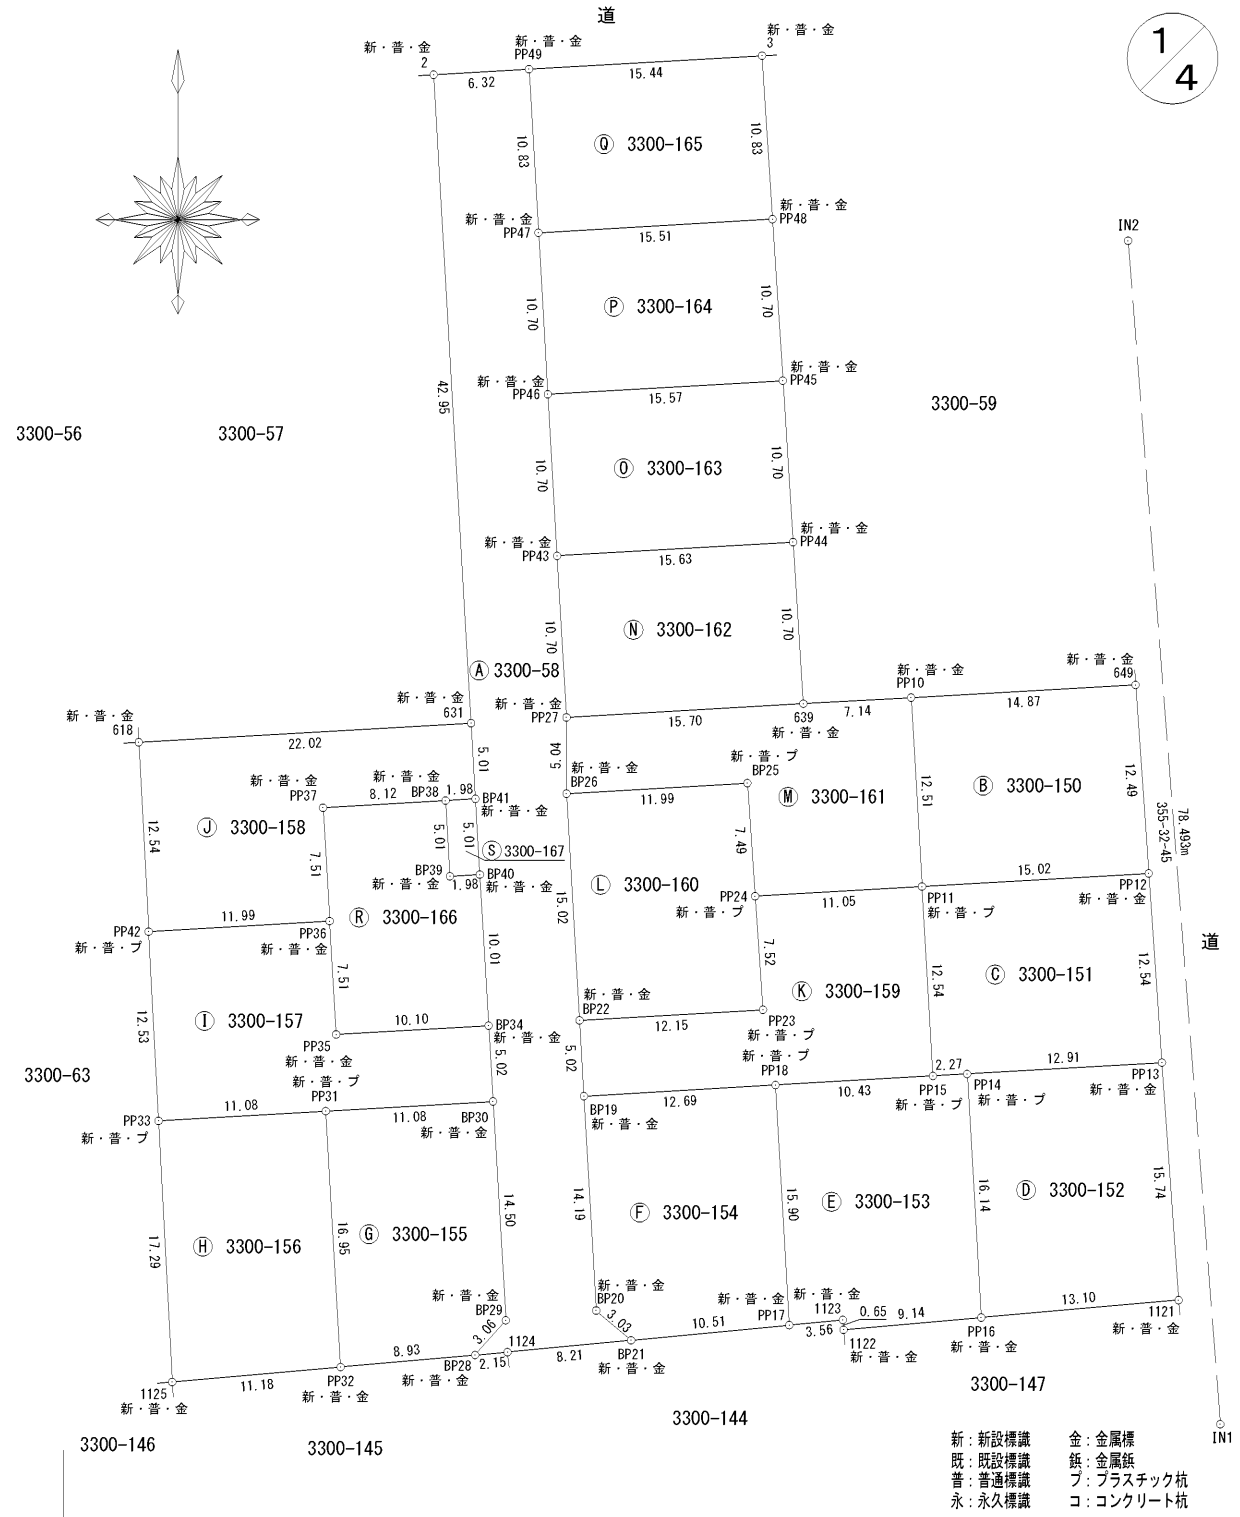 道
1
4
新・普・金
2
新・普・金
PP49
新・普・金
3
6.32
15.44
10.83
10.83
Ⓠ 3300-165
新・普・金
PP47
新・普・金
PP48
15.51
IN2
10.70
10.70
Ⓟ 3300-164
新・普・金
PP46
新・普・金
PP45
15.57
42.95
3300-56
3300-57
3300-59
10.70
10.70
Ⓞ 3300-163
新・普・金
PP43
新・普・金
PP44
15.63
10.70
10.70
Ⓝ 3300-162
Ⓐ 3300-58
新・普・金
618
新・普・金
631
新・普・金
PP27
新・普・金
PP10
新・普・金
649
15.70
639
新・普・金
7.14
14.87
22.02
5.01
5.04
新・普・金
PP37
新・普・金
BP38
8.12
1.98
BP41
新・普・金
新・普・金
BP26
11.99
新・普・プ
BP25
Ⓜ 3300-161
12.51
Ⓑ 3300-150
12.49
355-32-45
78.493m
12.54
Ⓙ 3300-158
7.51
5.01
5.01
Ⓢ 3300-167
7.49
BP39
新・普・金
1.98
BP40
新・普・金
Ⓛ 3300-160
PP24
新・普・プ
11.05
PP11
新・普・プ
15.02
PP12
新・普・金
PP42
新・普・プ
11.99
PP36
新・普・金
Ⓡ 3300-166
15.02
道
10.01
7.51
7.52
Ⓚ 3300-159
12.54
Ⓒ 3300-151
12.54
12.53
Ⓘ 3300-157
PP35
新・普・金
10.10
BP34
新・普・金
新・普・金
BP22
12.15
PP23
新・普・プ
3300-63
新・普・プ
PP31
5.02
5.02
新・普・プ
PP18
PP33
新・普・プ
11.08
11.08
BP30
新・普・金
BP19
新・普・金
12.69
10.43
PP15
新・普・プ
2.27
PP14
新・普・プ
12.91
PP13
新・普・金
17.29
Ⓗ 3300-156
16.95
Ⓖ 3300-155
14.50
14.19
Ⓕ 3300-154
15.90
Ⓔ 3300-153
16.14
Ⓓ 3300-152
15.74
新・普・金
BP29
3.06
新・普・金
BP20
3.03
新・普・金
PP17
新・普・金
1123
0.65
1125
新・普・金
11.18
PP32
新・普・金
8.93
BP28
新・普・金
2.15
1124
8.21
BP21
新・普・金
10.51
3.56
1122
新・普・金
9.14
PP16
新・普・金
13.10
1121
新・普・金
3300-147
3300-144
3300-146
3300-145
IN1
新：新設標識 金：金属標
既：既設標識 鋲：金属鋲
普：普通標識 プ：プラスチック杭
永：永久標識 コ：コンクリート杭